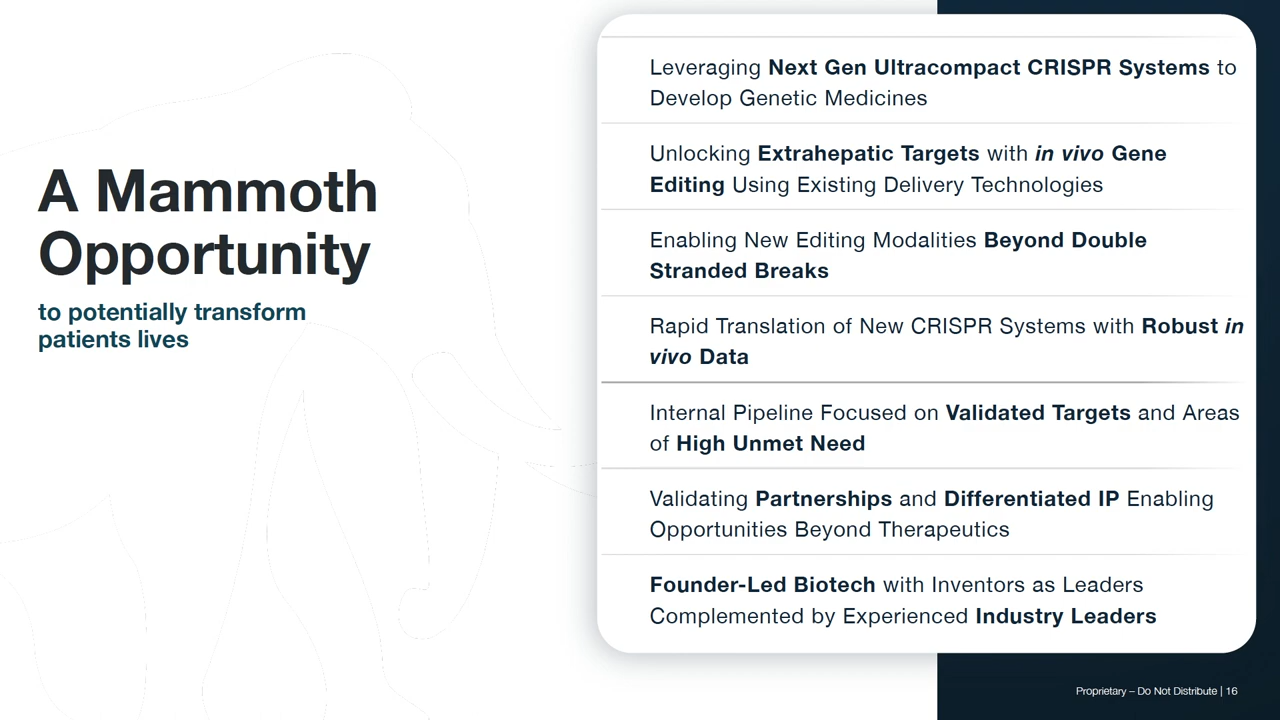 A Mammoth
Opportunity
to potentially transform
patients lives
Leveraging Next Gen Ultracompact CRISPR Systems to
Develop Genetic Medicines
Unlocking Extrahepatic Targets with in vivo Gene
Editing Using Existing Delivery Technologies
Enabling New Editing Modalities Beyond Double
Stranded Breaks
Rapid Translation of New CRISPR Systems with Robust in
vivo Data
Internal Pipeline Focused on Validated Targets and Areas
of High Unmet Need
Validating Partnerships and Differentiated IP Enabling
Opportunities Beyond Therapeutics
Founder-Led Biotech with Inventors as Leaders
Complemented by Experienced Industry Leaders
Proprietary – Do Not Distribute | 16